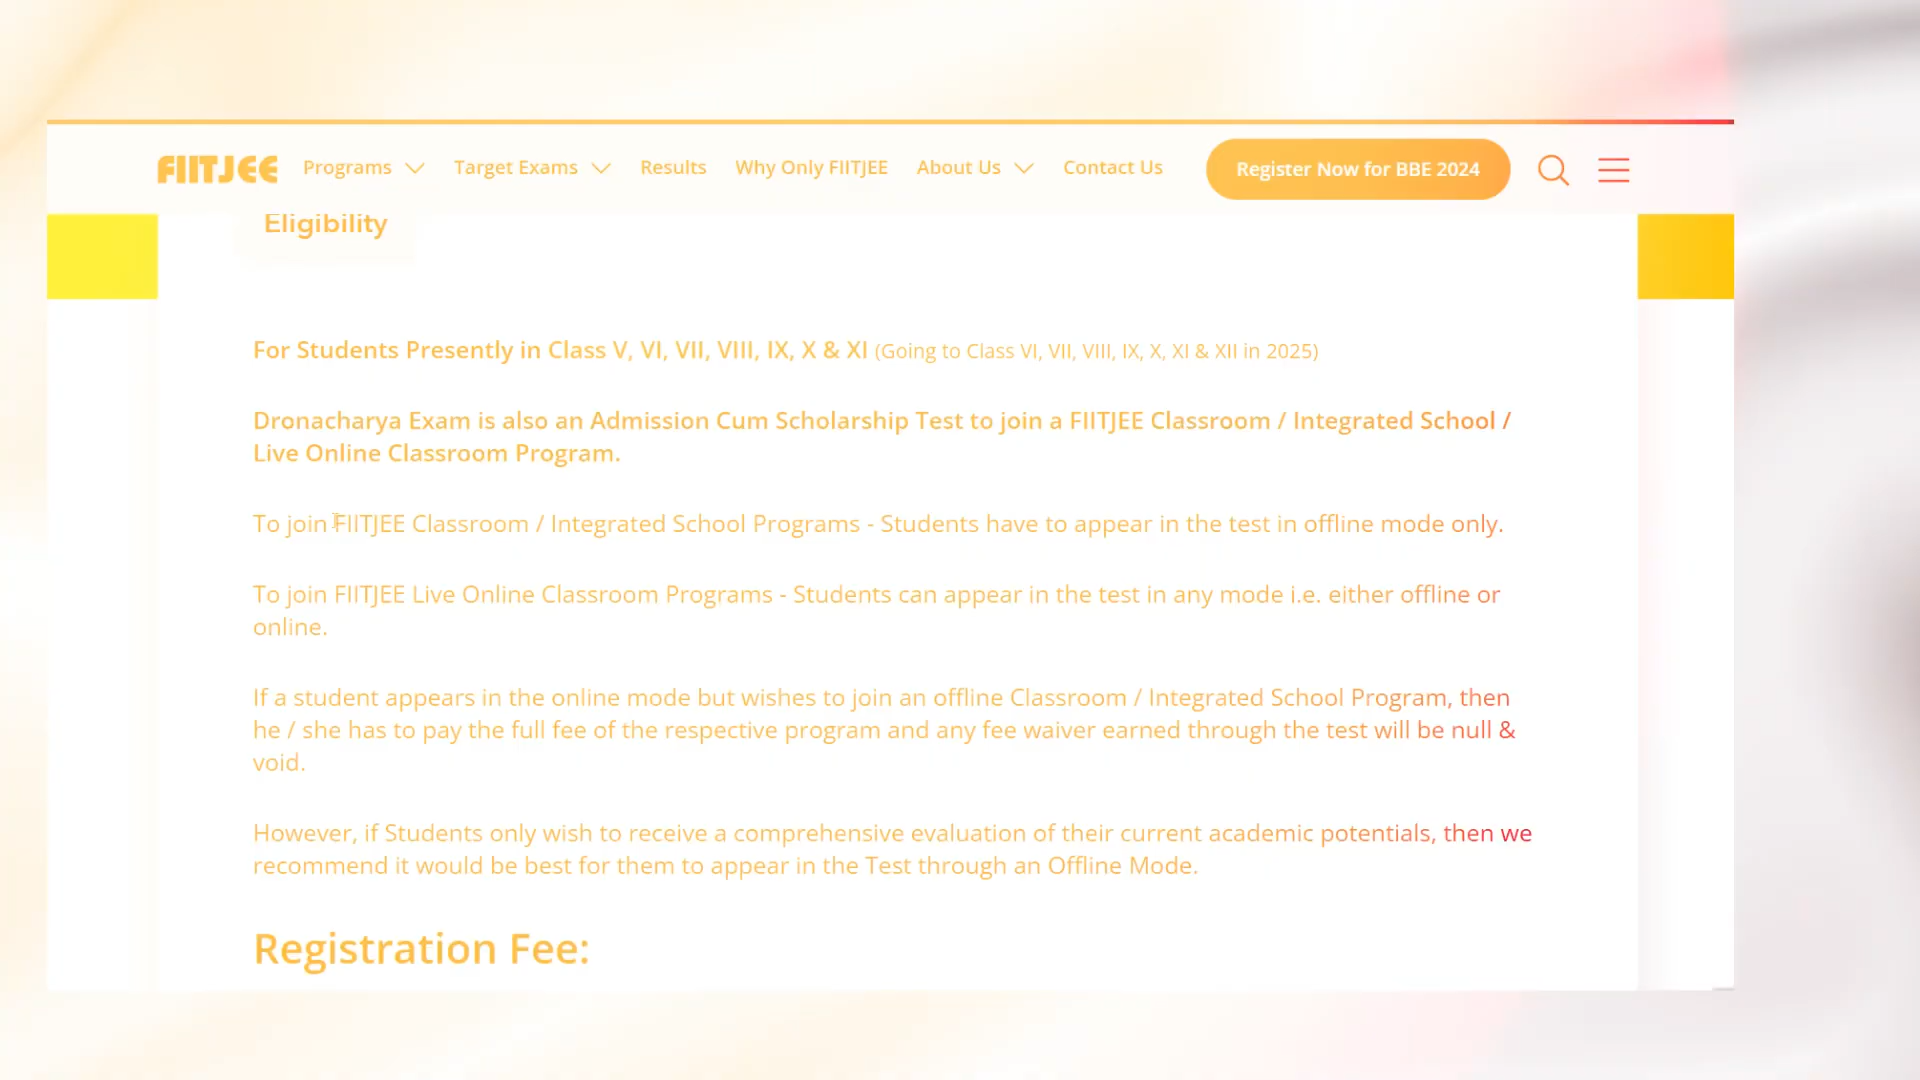 FIITJEE Programs Target Exams Results Why Only FIITJEE About Us Contact Us Register Now for BBE 2024
Eligibility
For Students Presently in Class V, VI, VII, VIII, IX, X & XI (Going to Class VI, VII, VIII, IX, X, XI & XII in 2025)
Dronacharya Exam is also an Admission Cum Scholarship Test to join a FIITJEE Classroom / Integrated School /
Live Online Classroom Program.
To join FIITJEE Classroom / Integrated School Programs - Students have to appear in the test in offline mode only.
To join FIITJEE Live Online Classroom Programs - Students can appear in the test in any mode i.e. either offline or
online.
If a student appears in the online mode but wishes to join an offline Classroom / Integrated School Program, then
he / she has to pay the full fee of the respective program and any fee waiver earned through the test will be null &
void.
However, if Students only wish to receive a comprehensive evaluation of their current academic potentials, then we
recommend it would be best for them to appear in the Test through an Offline Mode.
Registration Fee: